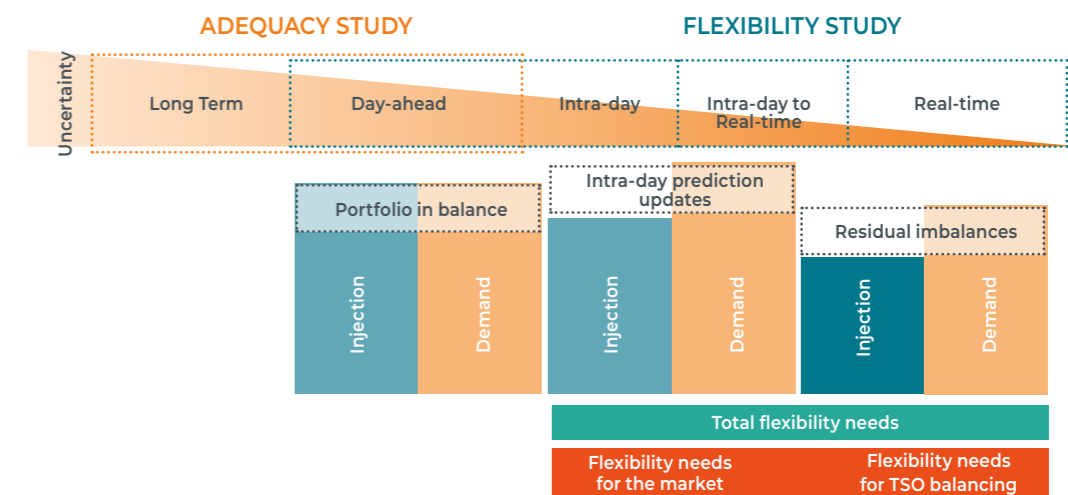 ADEQUACY STUDY
FLEXIBILITY STUDY
Uncertainty
Long Term
Day-ahead
Intra-day
Intra-day to
Real-time
Real-time
Portfolio in balance
Intra-day prediction
updates
Residual imbalances
Injection
Demand
Injection
Demand
Injection
Demand
Total flexibility needs
Flexibility needs
for the market
Flexibility needs
for TSO balancing